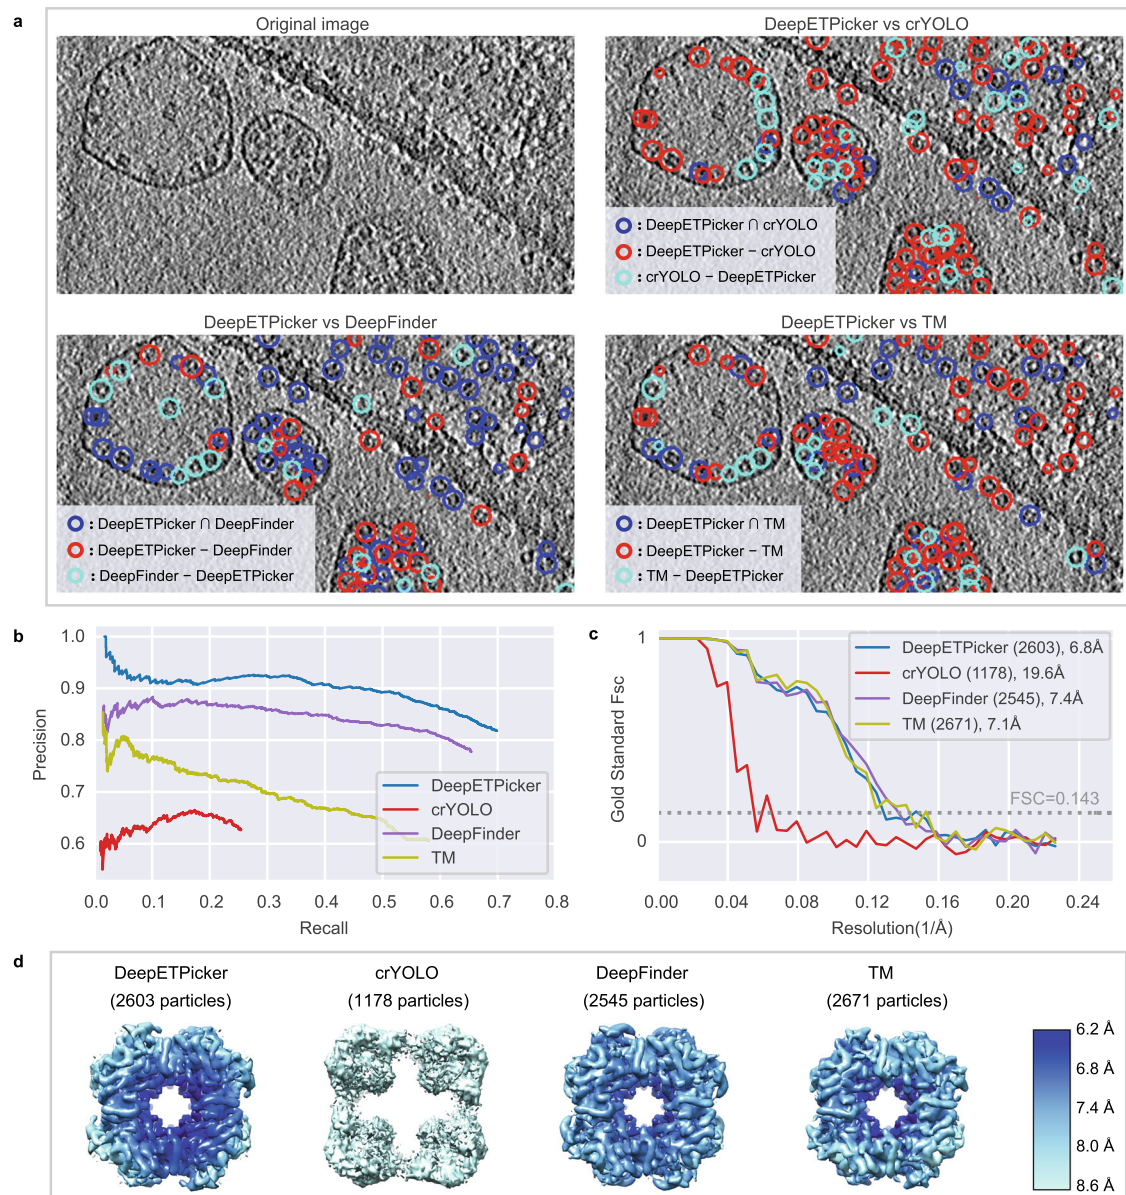 a
Original image
DeepETPicker vs crYOLO
: DeepETPicker ∩ crYOLO
: DeepETPicker − crYOLO
: crYOLO − DeepETPicker
DeepETPicker vs DeepFinder
DeepETPicker vs TM
: DeepETPicker ∩ DeepFinder
: DeepETPicker − DeepFinder
: DeepFinder − DeepETPicker
: DeepETPicker ∩ TM
: DeepETPicker − TM
: TM − DeepETPicker
b
1.0
0.9
0.8
0.7
0.6
Precision
DeepETPicker
crYOLO
DeepFinder
TM
0.0 0.1 0.2 0.3 0.4 0.5 0.6 0.7 0.8
Recall
c
1
0
Gold Standard Fsc
DeepETPicker (2603), 6.8Å
crYOLO (1178), 19.6Å
DeepFinder (2545), 7.4Å
TM (2671), 7.1Å
FSC=0.143
0.00 0.04 0.08 0.12 0.16 0.20 0.24
Resolution(1/Å)
d
DeepETPicker
(2603 particles)
crYOLO
(1178 particles)
DeepFinder
(2545 particles)
TM
(2671 particles)
6.2 Å
6.8 Å
7.4 Å
8.0 Å
8.6 Å